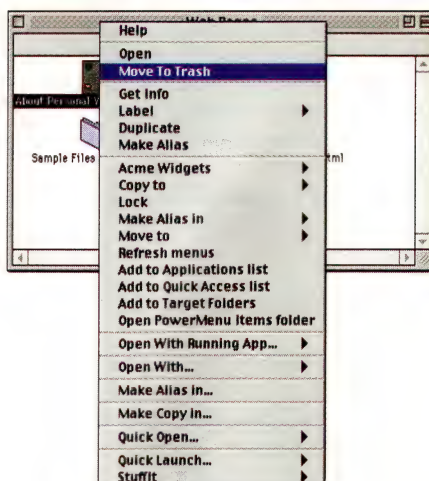 Web Pages
Help
Open
Move To Trash
About Personal
Get Info
Label
Duplicate
Make Alias
Sample Files
tml
Acme Widgets
Copy to
Lock
Make Alias in
Move to
Refresh menus
Add to Applications list
Add to Quick Access list
Add to Target Folders
Open PowerMenu Items folder
Open With Running App...
Open With...
Make Alias in...
Make Copy in...
Quick Open...
Quick Launch...
Stuffit